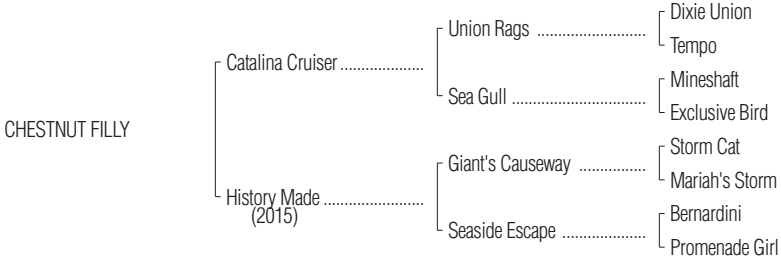 Dixie Union
Union Rags ........................
Tempo
Catalina Cruiser ...................
Mineshaft
Sea Gull ..............................
Exclusive Bird
CHESTNUT FILLY
Storm Cat
Giant's Causeway ...............
Mariah's Storm
History Made .......................
(2015)
Bernardini
Seaside Escape ...................
Promenade Girl